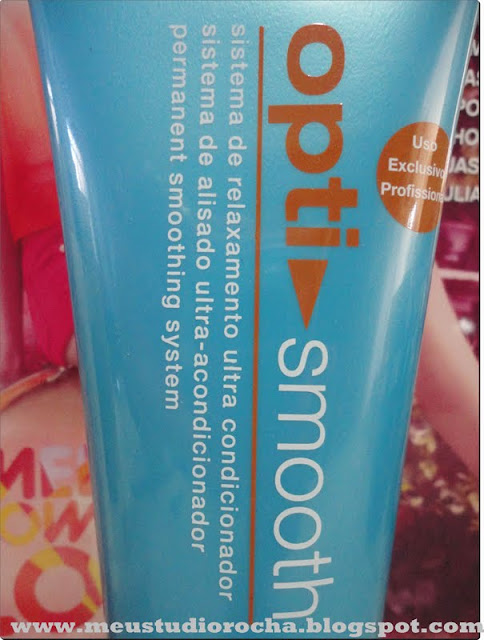 opti smooth
sistema de relaxamento ultra condicionador
sistema de alisado ultra-acondicionador
permanent smoothing system
Uso
Exclusivo
www.meustudiorocha.blogspot.com